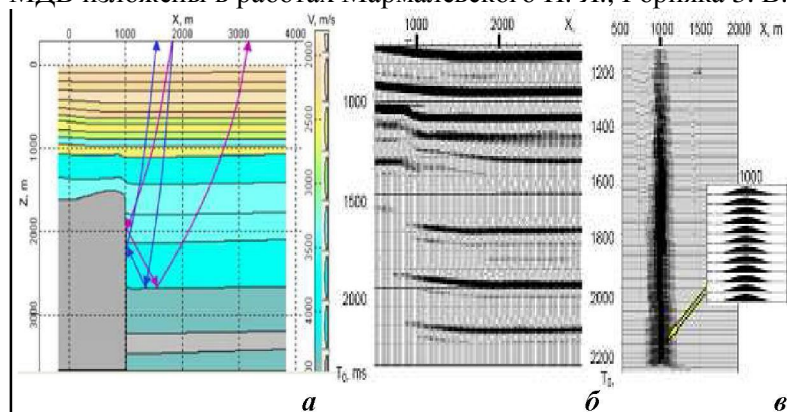 МДВ изложены в работах Мармалевского Н. Я., Горняка З. В.
X, m V, m/s
0 1000 2000 3000 4000
0
1000
2000
3000
Z, m
2000
2500
3000
3500
4000
а
1000 2000 X,
1000
1500
2000
T0, ms
б
500 1000 1500 2000 X, m
1200
1400
1600
1800
2000
2200
T0,
1000
в